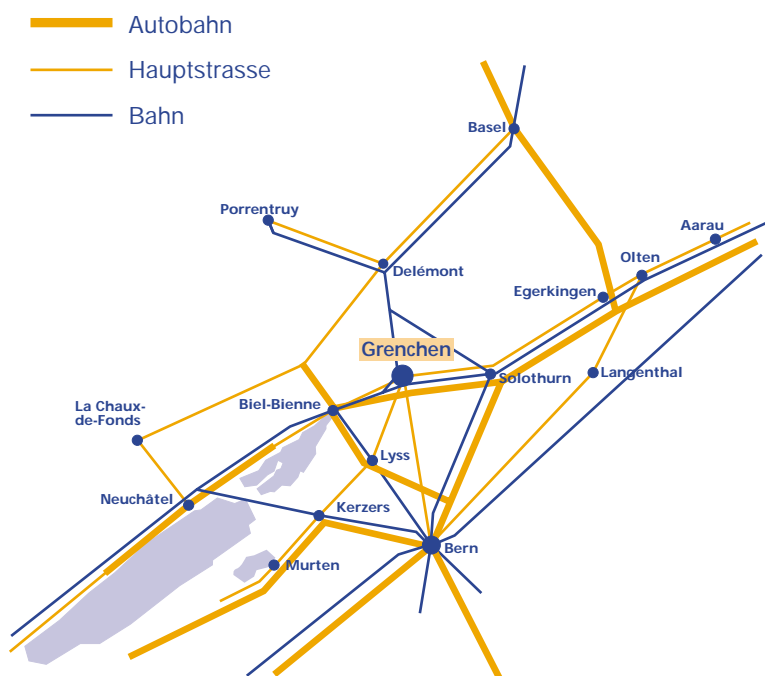 Autobahn
Hauptstrasse
Bahn
Basel
Porrentruy
Aarau
Olten
Delémont
Egerkingen
Grenchen
Solothurn
Langenthal
Biel-Bienne
La Chaux-
de-Fonds
Lyss
Neuchâtel
Kerzers
Bern
Murten